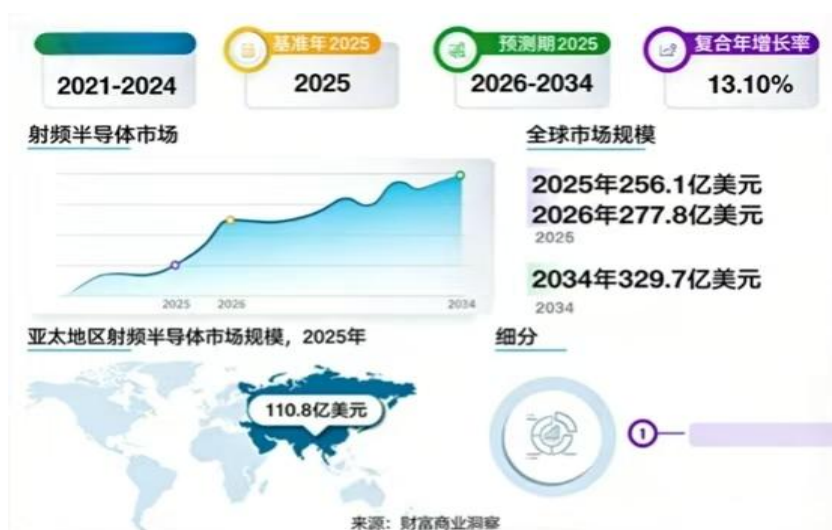 基准年2025
预测期2025
复合年增长率
2021-2024
2025
2026-2034
13.10%
射频半导体市场
全球市场规模
2025年256.1亿美元
2026年277.8亿美元
2025
2034年329.7亿美元
2034
2025
2026
2034
亚太地区射频半导体市场规模，2025年
细分
110.8亿美元
1
来源：财富商业洞察